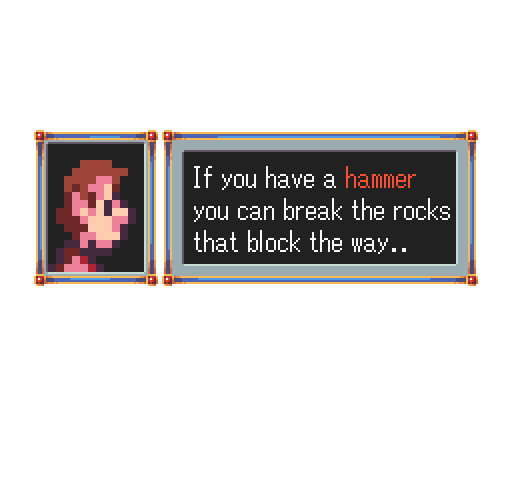 If you have a hammer
you can break the rocks
that block the way..